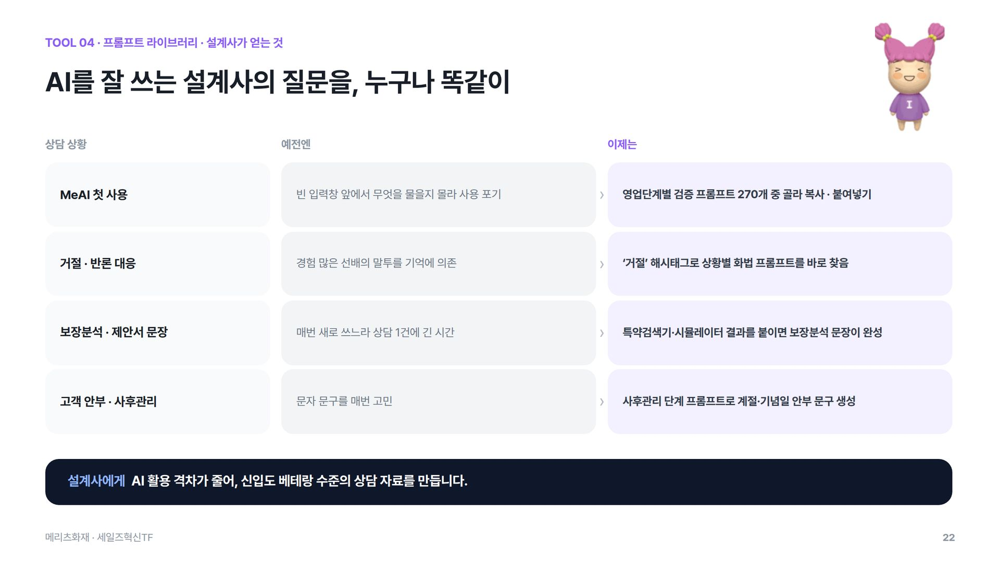 TOOL 04 · 프롬프트 라이브러리 · 설계사가 얻는 것
AI를 잘 쓰는 설계사의 질문을, 누구나 똑같이
I
상담 상황
예전엔
이제는
MeAI 첫 사용
빈 입력창 앞에서 무엇을 물을지 몰라 사용 포기
›
영업단계별 검증 프롬프트 270개 중 골라 복사 · 붙여넣기
거절 · 반론 대응
경험 많은 선배의 말투를 기억에 의존
›
‘거절’ 해시태그로 상황별 화법 프롬프트를 바로 찾음
보장분석 · 제안서 문장
매번 새로 쓰느라 상담 1건에 긴 시간
›
특약검색기·시뮬레이터 결과를 붙이면 보장분석 문장이 완성
고객 안부 · 사후관리
문자 문구를 매번 고민
›
사후관리 단계 프롬프트로 계절·기념일 안부 문구 생성
설계사에게 AI 활용 격차가 줄어, 신입도 베테랑 수준의 상담 자료를 만듭니다.
메리츠화재 · 세일즈혁신TF
22